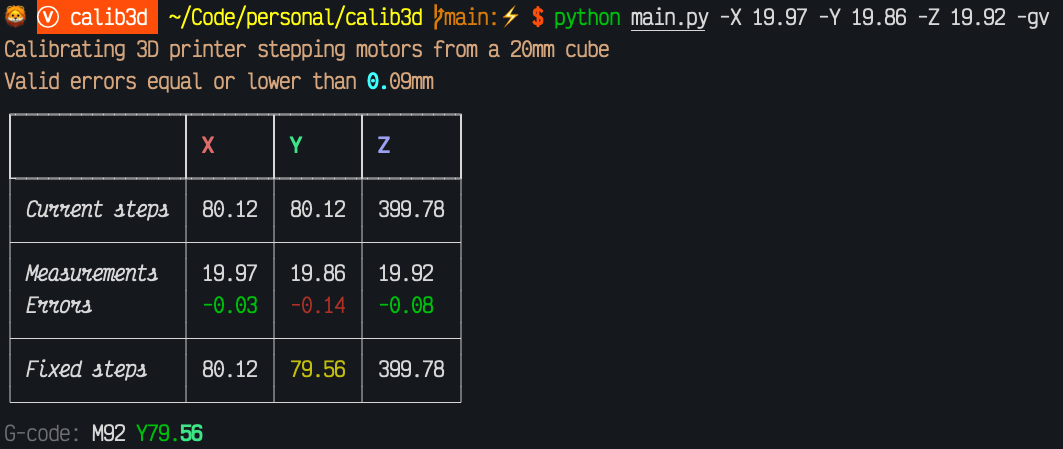 🦁 Ⓥ calib3d ~/Code/personal/calib3d main:⚡ $ python main.py -X 19.97 -Y 19.86 -Z 19.92 -gv
Calibrating 3D printer stepping motors from a 20mm cube
Valid errors equal or lower than 0.09mm
X Y Z
Current steps 80.12 80.12 399.78
Measurements 19.97 19.86 19.92
Errors -0.03 -0.14 -0.08
Fixed steps 80.12 79.56 399.78
G-code: M92 Y79.56